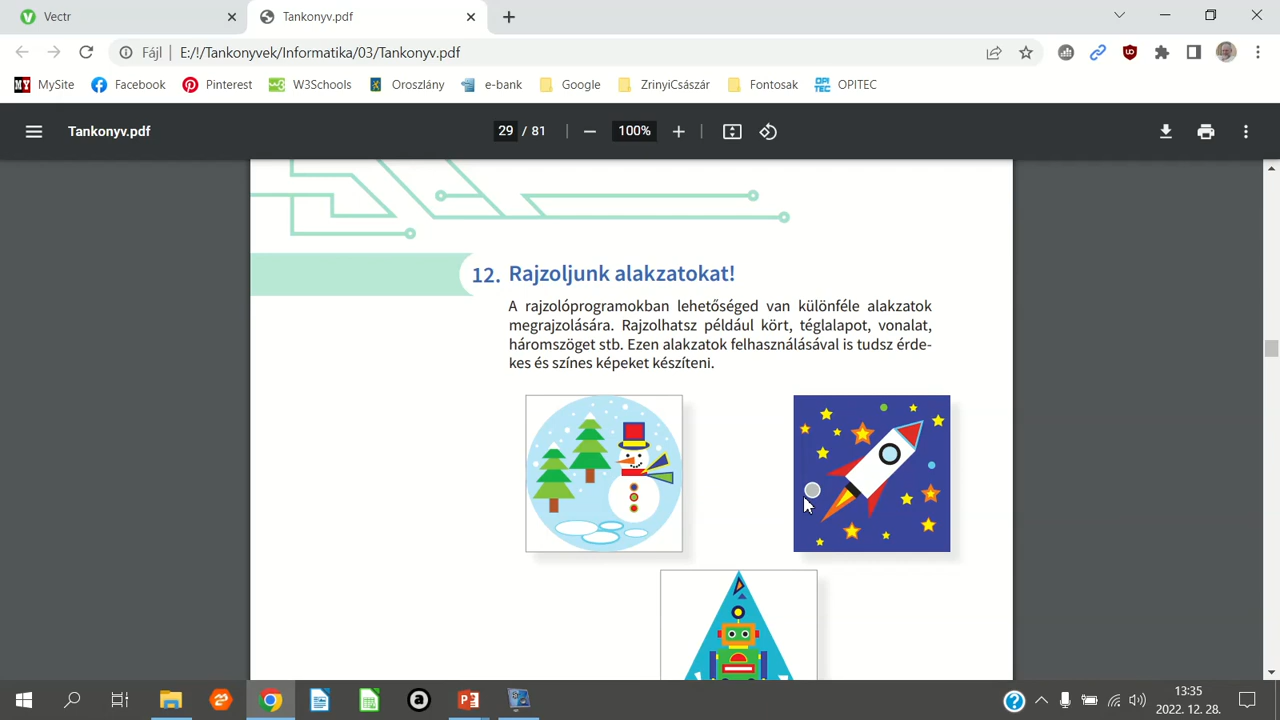 Vectr
Tankonyv.pdf
Fájl
E:/!/Tankonyvek/Informatika/03/Tankonyv.pdf
MySite
Facebook
Pinterest
W3Schools
Oroszlány
e-bank
Google
ZrinyiCsászár
Fontosak
OPITEC
Tankonyv.pdf
29 / 81
100%
12. Rajzoljunk alakzatokat!
A rajzolóprogramokban lehetőséged van különféle alakzatok
megrajzolására. Rajzolhatsz például kört, téglalapot, vonalat,
háromszöget stb. Ezen alakzatok felhasználásával is tudsz érde-
kes és színes képeket készíteni.
13:35
2022. 12. 28.